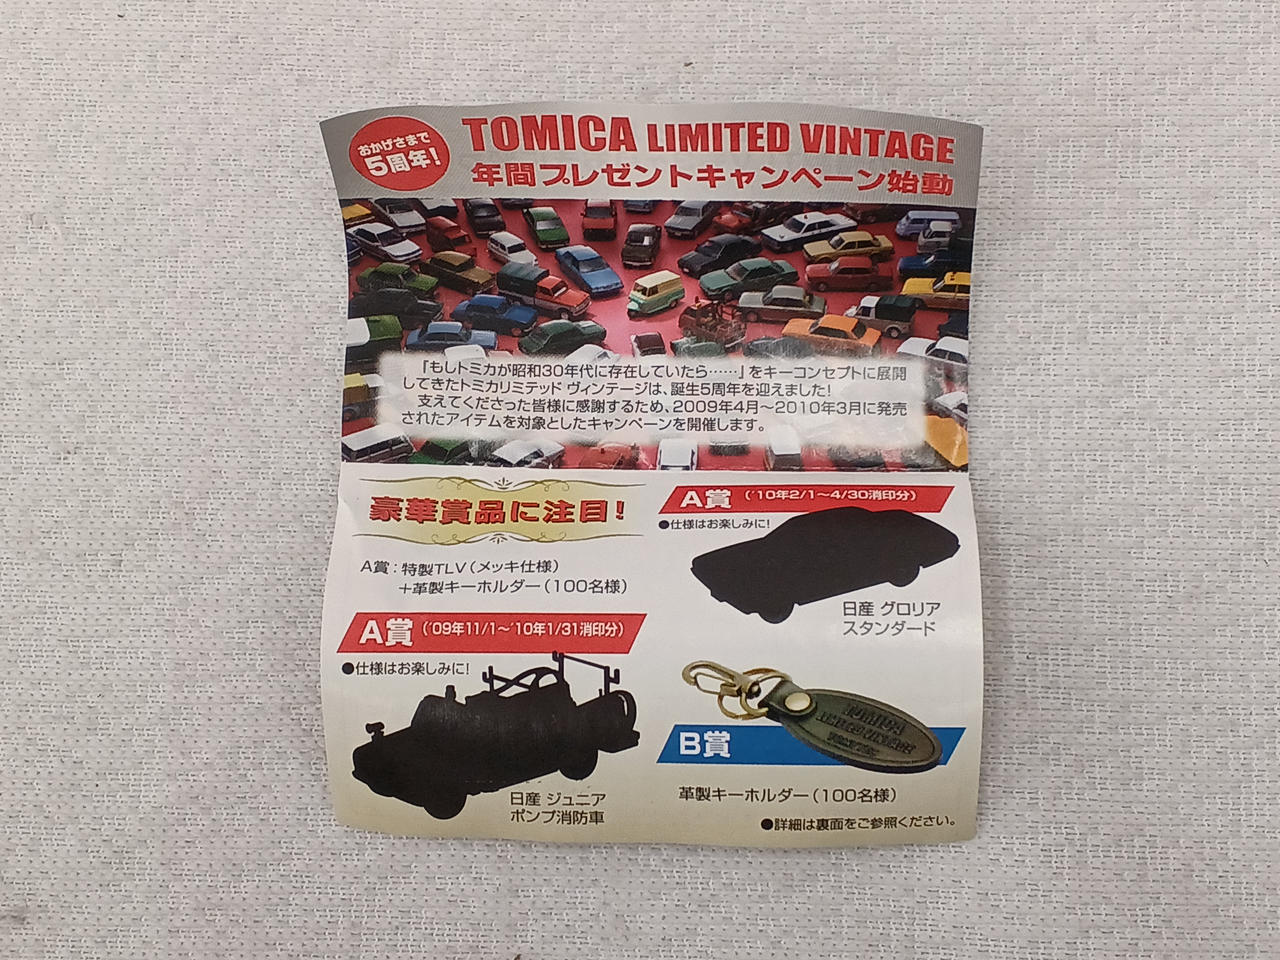 おかげさまで
5周年!
TOMICA LIMITED VINTAGE
年間プレゼントキャンペーン始動
「もしトミカが昭和30年代に存在していたら……」をキーコンセプトに展開
してきたトミカリミテッド ヴィンテージは、誕生5周年を迎えました!
支えてくださった皆様に感謝するため、2009年4月～2010年3月に発売
されたアイテムを対象としたキャンペーンを開催します。
豪華賞品に注目!
A賞：特製TLV（メッキ仕様）
＋革製キーホルダー（100名様）
A賞（'09年11/1～'10年1/31消印分）
●仕様はお楽しみに!
日産 ジュニア
ポンプ消防車
A賞（'10年2/1～4/30消印分）
●仕様はお楽しみに!
日産 グロリア
スタンダード
TOMICA
LIMITED VINTAGE
B賞
革製キーホルダー（100名様）
●詳細は裏面をご参照ください。